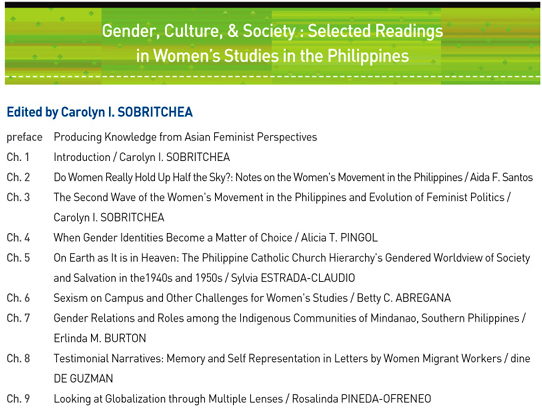 Gender, Culture, & Society : Selected Readings
in Women's Studies in the Philippines
Edited by Carolyn I. SOBRITCHEA
preface Producing Knowledge from Asian Feminist Perspectives
Ch. 1 Introduction / Carolyn I. SOBRITCHEA
Ch. 2 Do Women Really Hold Up Half the Sky?: Notes on the Women's Movement in the Philippines / Aida F. Santos
Ch. 3 The Second Wave of the Women's Movement in the Philippines and Evolution of Feminist Politics /
Carolyn I. SOBRITCHEA
Ch. 4 When Gender Identities Become a Matter of Choice / Alicia T. PINGOL
Ch. 5 On Earth as It is in Heaven: The Philippine Catholic Church Hierarchy's Gendered Worldview of Society
and Salvation in the1940s and 1950s / Sylvia ESTRADA-CLAUDIO
Ch. 6 Sexism on Campus and Other Challenges for Women's Studies / Betty C. ABREGANA
Ch. 7 Gender Relations and Roles among the Indigenous Communities of Mindanao, Southern Philippines /
Erlinda M. BURTON
Ch. 8 Testimonial Narratives: Memory and Self Representation in Letters by Women Migrant Workers / dine
DE GUZMAN
Ch. 9 Looking at Globalization through Multiple Lenses / Rosalinda PINEDA-OFRENEO